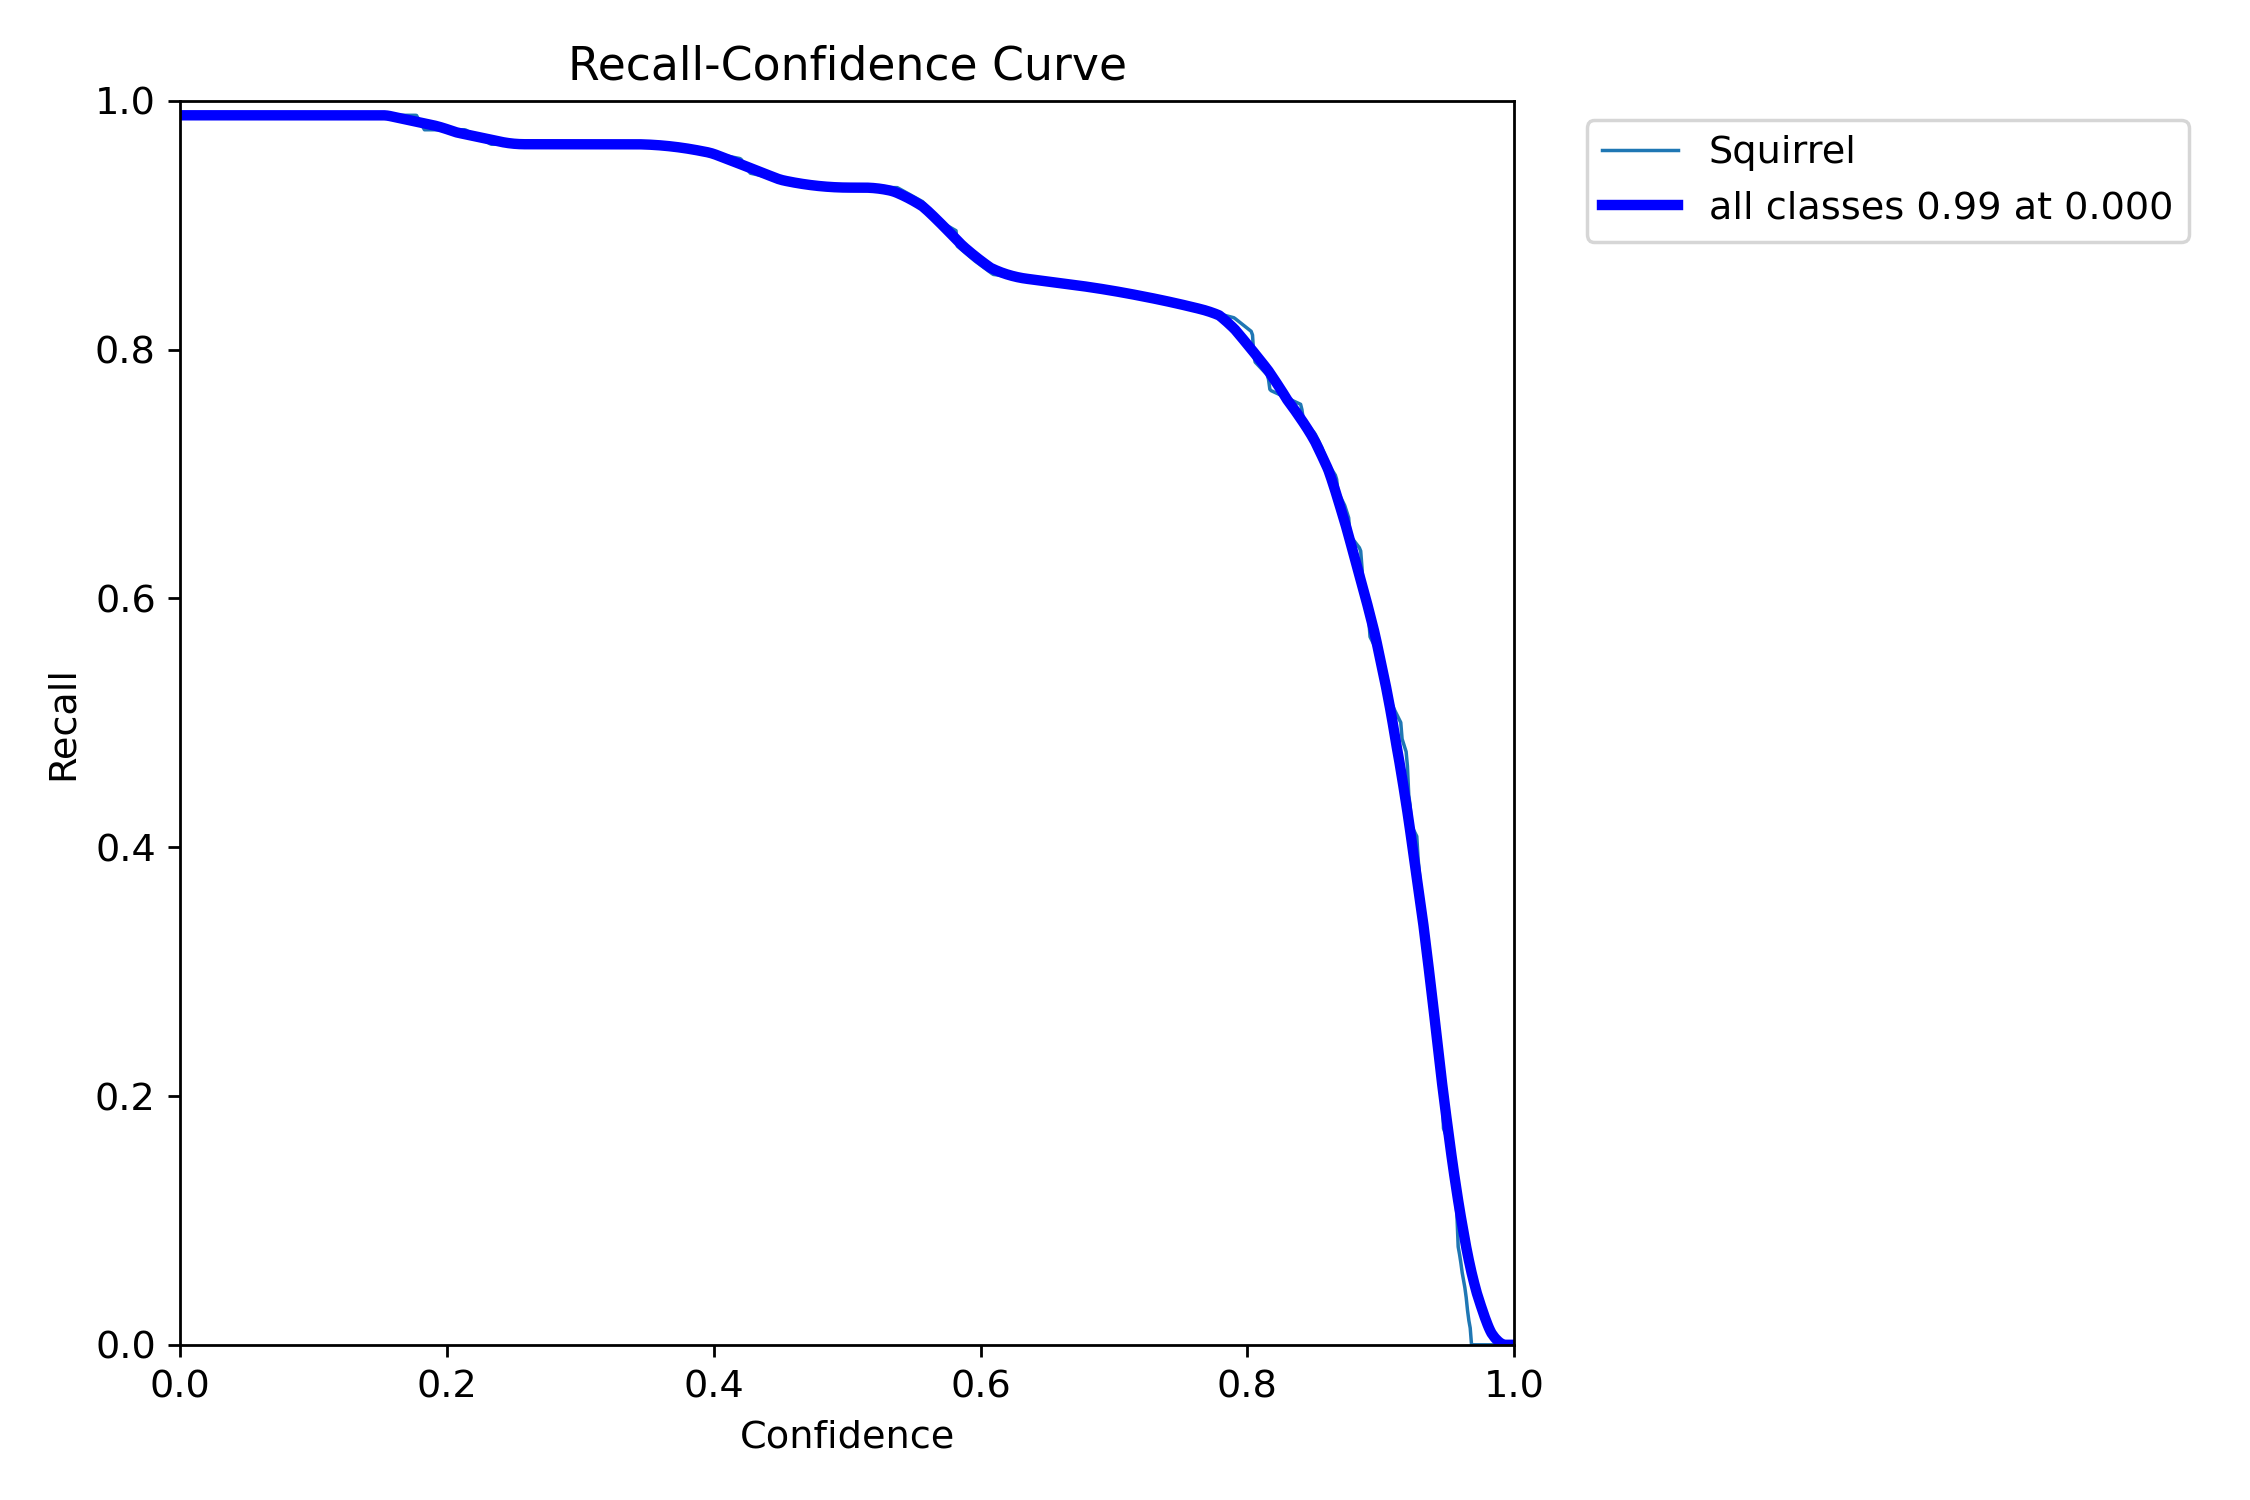 Recall-Confidence Curve
1.0
0.8
0.6
0.4
0.2
0.0
Recall
0.0 0.2 0.4 0.6 0.8 1.0
Confidence
Squirrel
all classes 0.99 at 0.000